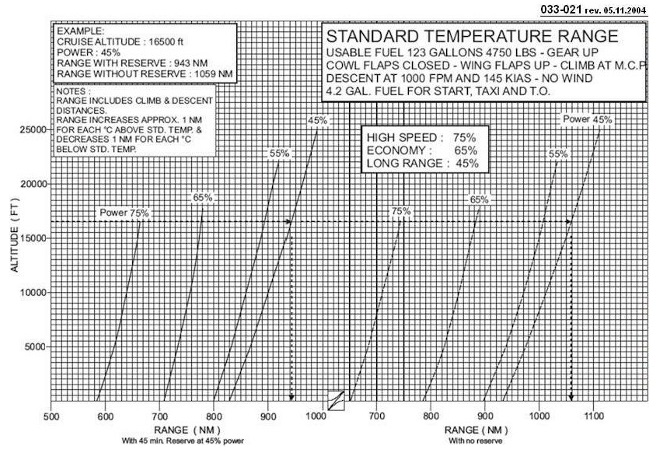 033-021 rev. 05.11.2004
EXAMPLE:
CRUISE ALTITUDE : 16500 ft
POWER : 45%
RANGE WITH RESERVE : 943 NM
RANGE WITHOUT RESERVE : 1059 NM
STANDARD TEMPERATURE RANGE
USABLE FUEL 123 GALLONS 4750 LBS - GEAR UP
COWL FLAPS CLOSED - WING FLAPS UP - CLIMB AT M.C.P
DESCENT AT 1000 FPM AND 145 KIAS - NO WIND
4.2 GAL. FUEL FOR START, TAXI AND T.O.
NOTES :
RANGE INCLUDES CLIMB & DESCENT
DISTANCES.
RANGE INCREASES APPROX. 1 NM
FOR EACH °C ABOVE STD. TEMP. &
DECREASES 1 NM FOR EACH °C
BELOW STD. TEMP.
HIGH SPEED : 75%
ECONOMY : 65%
LONG RANGE : 45%
ALTITUDE ( FT )
25000
20000
15000
10000
5000
Power 75%
65%
55%
45%
75%
65%
55%
Power 45%
500 600 700 800 900 1000 700 800 900 1000 1100
RANGE ( NM )
With 45 min. Reserve at 45% power
RANGE ( NM )
With no reserve